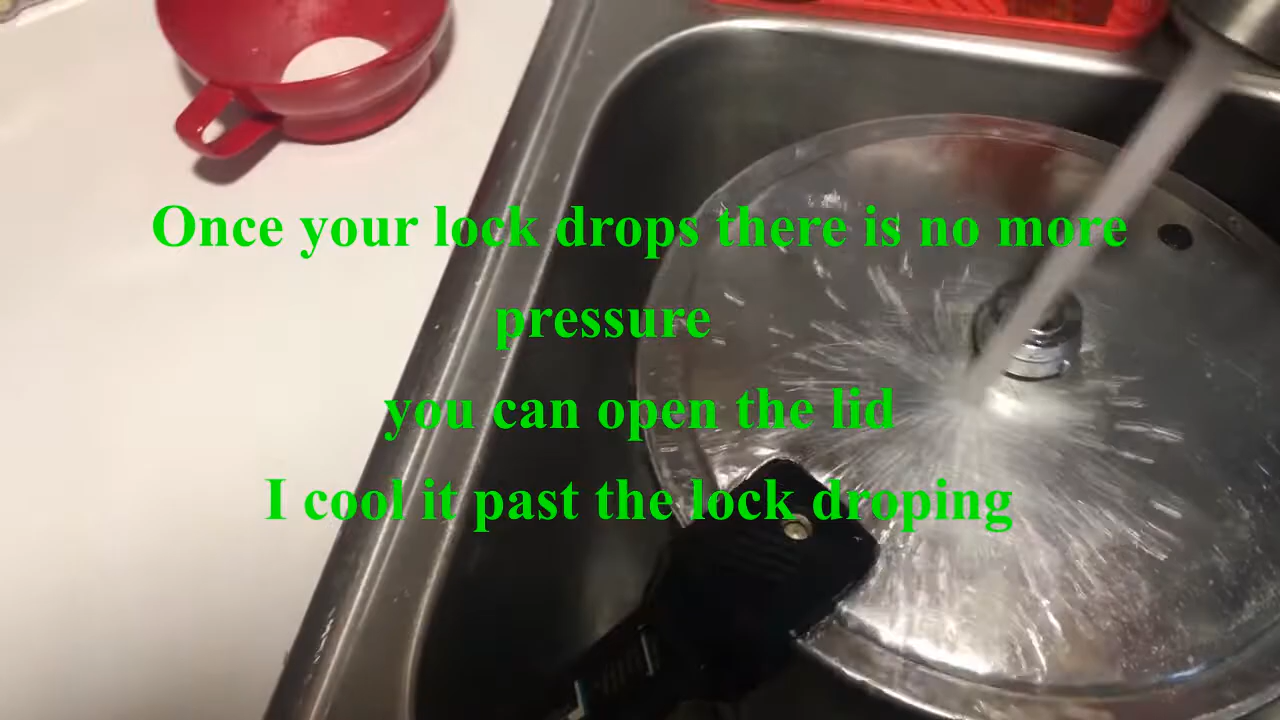 Once your lock drops there is no more
pressure
you can open the lid
I cool it past the lock droping